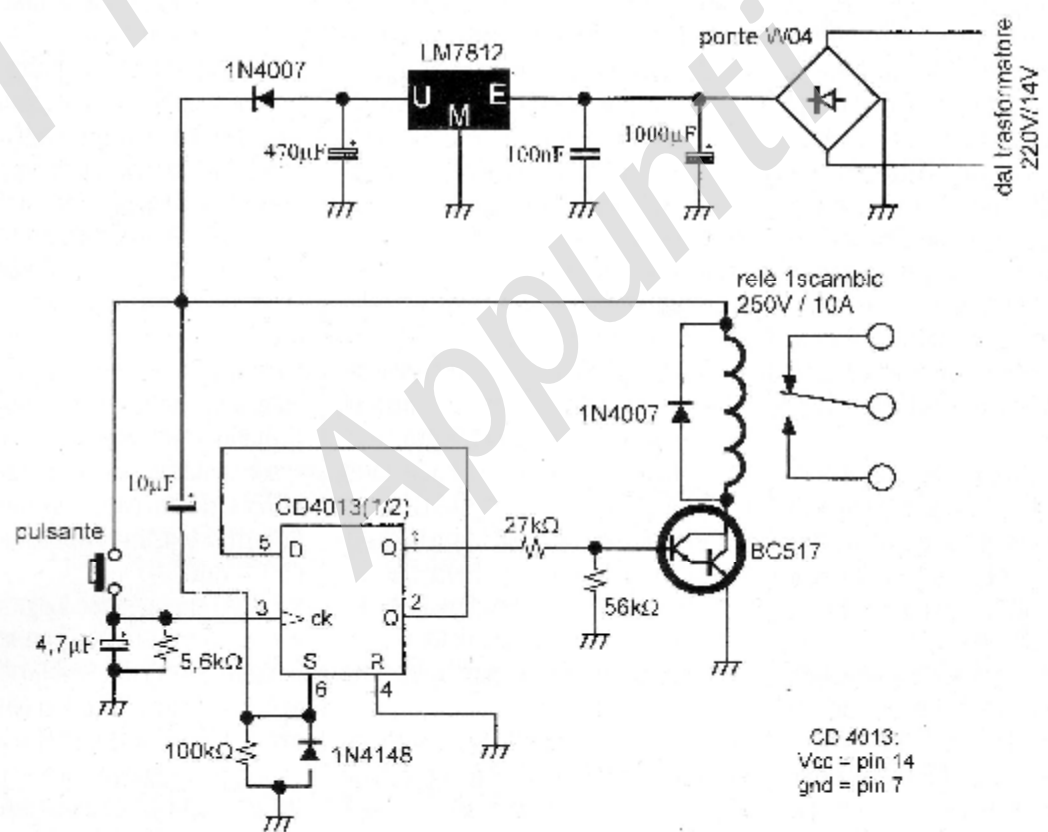 porte W04
LM7812
1N4007
U
E
M
470µF
100nF
1000µF
dal trasformatore
220V/14V
relè 1scambic
250V / 10A
1N4007
10µF
CD4013(1/2)
pulsante
5
D
Q
1
27kΩ
BC517
3
ck
Q
2
56kΩ
4,7µF
5,6kΩ
S
R
6
4
100kΩ
1N4148
CD 4013:
Vcc = pin 14
gnd = pin 7
Appunti